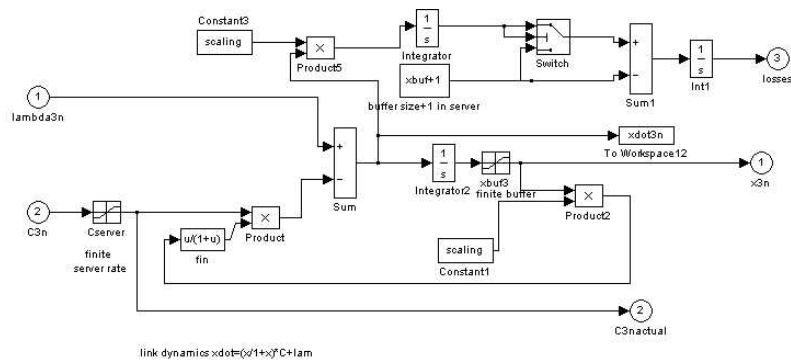 Constant3
scaling
×
Product5
1
s
Integrator
Switch
xbuf+1
buffer size+1 in server
+
−
Sum1
1
s
Int1
3
losses
1
lambda3n
+
−
Sum
xdot3n
To Workspace12
1
s
Integrator2
xbuf3
finite buffer
1
x3n
×
Product2
2
C3n
Cserver
finite
server rate
u/(1+u)
fin
×
Product
scaling
Constant1
2
C3nactual
link dynamics xdot=(x/1+x)*C+lam